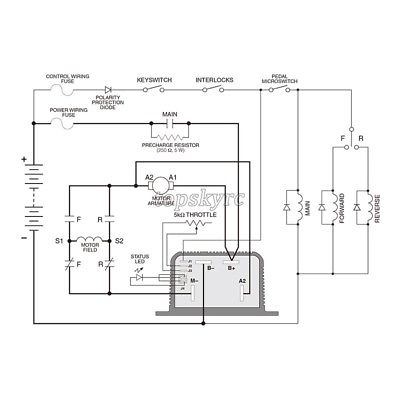 CONTROL WIRING
FUSE
POLARITY
PROTECTION
DIODE
KEYSWITCH
INTERLOCKS
PEDAL
MICROSWITCH
POWER WIRING
FUSE
MAIN
PRECHARGE RESISTOR
(250 Ω, 5 W)
F R
+
-
A2 A1
MOTOR
ARMATURE
topskyrc
5kΩ THROTTLE
F R
MAIN
FORWARD
REVERSE
S1 MOTOR FIELD S2
F R
STATUS
LED
B− B+
M− A2